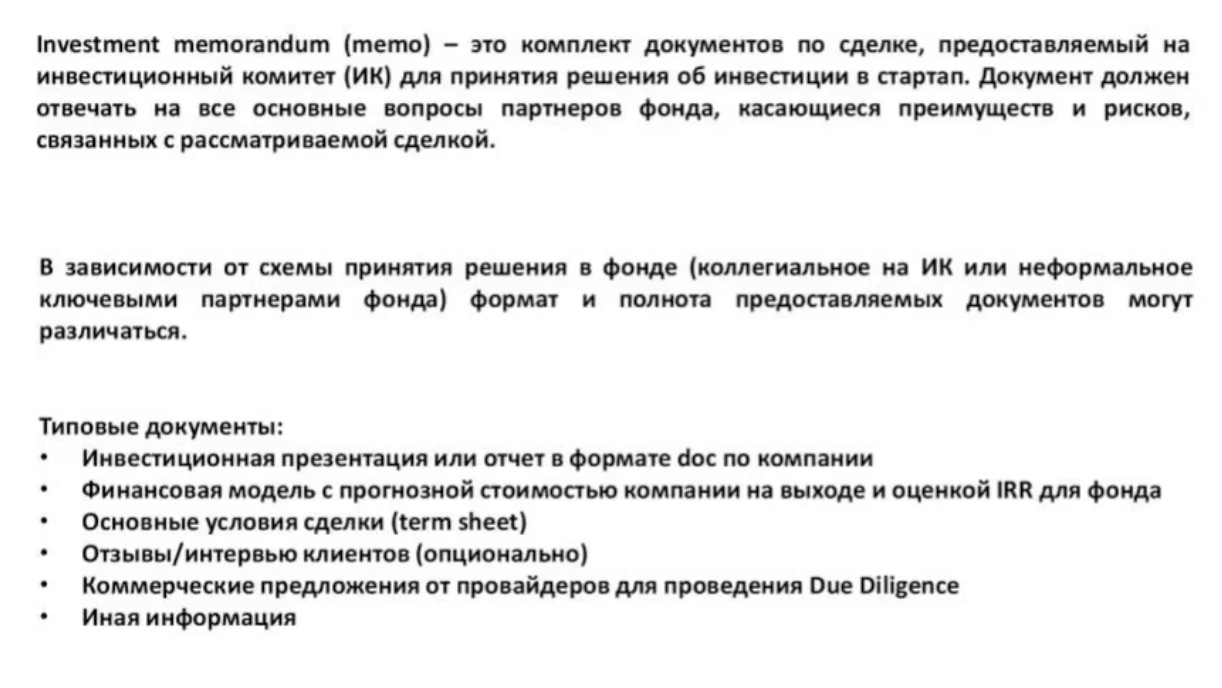 Investment memorandum (memo) – это комплект документов по сделке, предоставляемый на
инвестиционный комитет (ИК) для принятия решения об инвестиции в стартап. Документ должен
отвечать на все основные вопросы партнеров фонда, касающиеся преимуществ и рисков,
связанных с рассматриваемой сделкой.
В зависимости от схемы принятия решения в фонде (коллегиальное на ИК или неформальное
ключевыми партнерами фонда) формат и полнота предоставляемых документов могут
различаться.
Типовые документы:
• Инвестиционная презентация или отчет в формате doc по компании
• Финансовая модель с прогнозной стоимостью компании на выходе и оценкой IRR для фонда
• Основные условия сделки (term sheet)
• Отзывы/интервью клиентов (опционально)
• Коммерческие предложения от провайдеров для проведения Due Diligence
• Иная информация